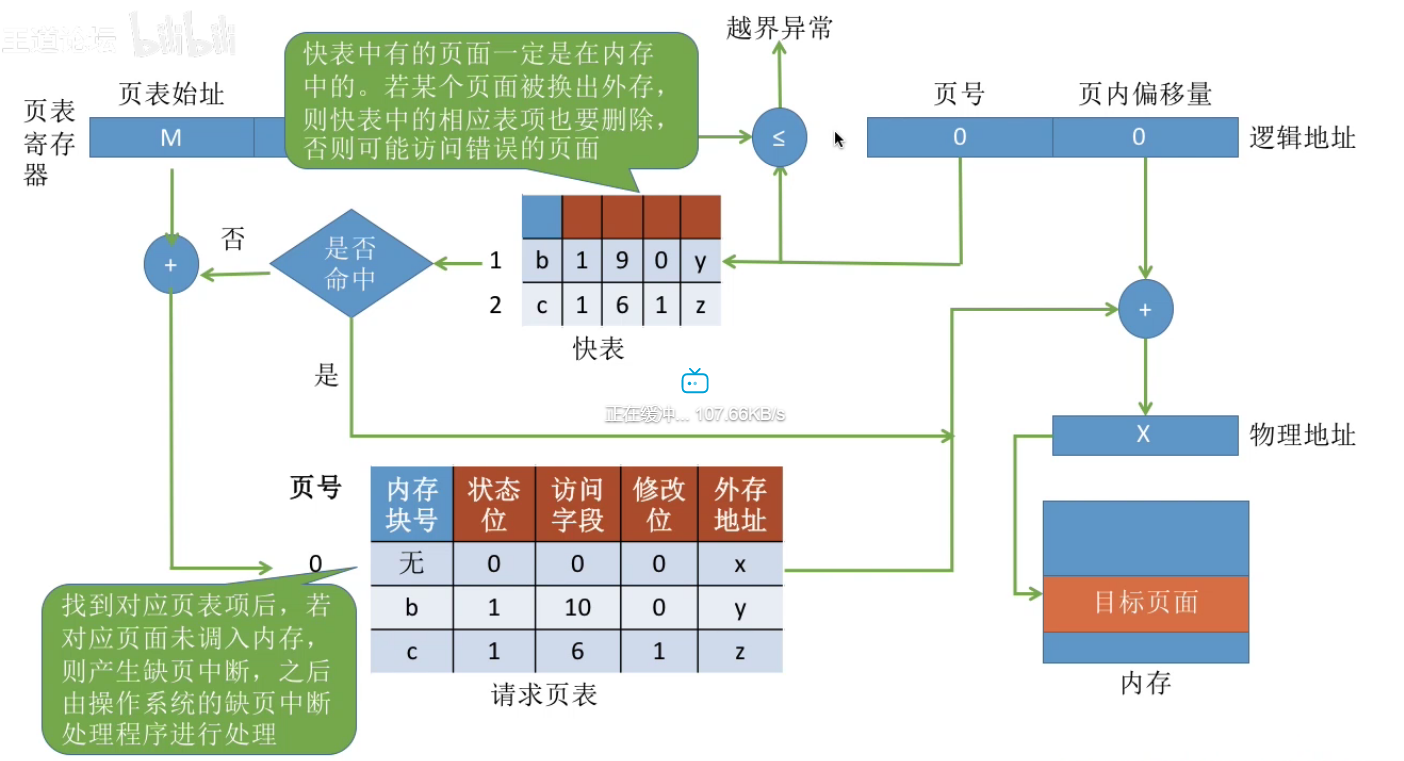 王道论坛 bilibili
越界异常
快表中有的页面一定是在内存
中的。若某个页面被换出外存，
则快表中的相应表项也要删除，
否则可能访问错误的页面
页表始址
页号 页内偏移量
页表
寄存
器
M
≤
0 0
逻辑地址
否
+
是否
命中
1 b 1 9 0 y
2 c 1 6 1 z
快表
+
是
正在缓冲... 107.66KB/s
X
物理地址
页号
内存
块号
状态
位
访问
字段
修改
位
外存
地址
0 无 0 0 0 x
b 1 10 0 y
c 1 6 1 z
请求页表
找到对应页表项后，若
对应页面未调入内存，
则产生缺页中断，之后
由操作系统的缺页中断
处理程序进行处理
目标页面
内存